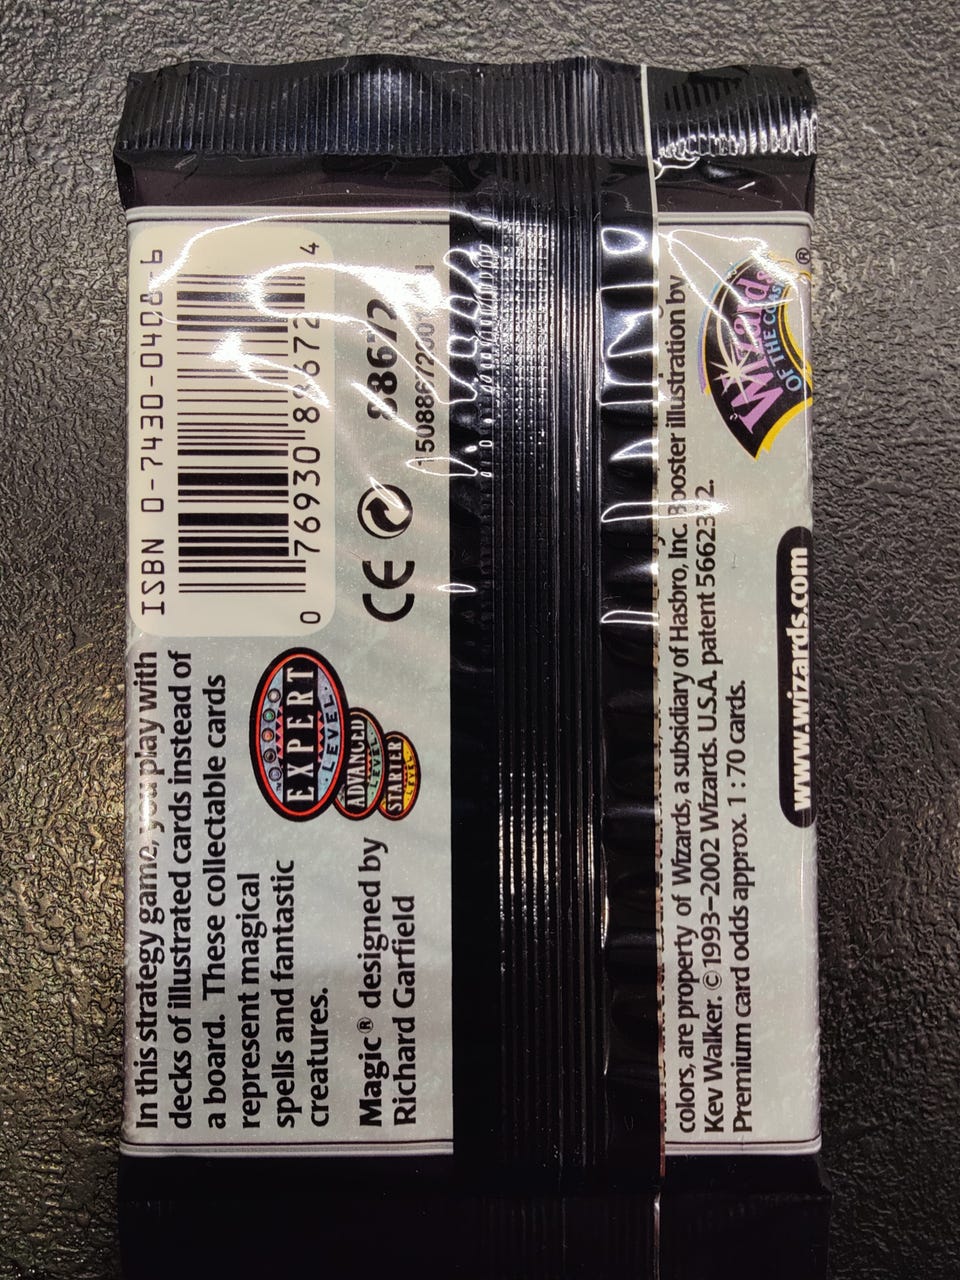 ISBN 0-7430-0408-6
4
In this strategy game, you play with
decks of illustrated cards instead of
a board. These collectable cards
represent magical
spells and fantastic
creatures.
EXPERT
LEVEL
ADVANCED
LEVEL
STARTER
LEVEL
CE 88672
Magic® designed by
Richard Garfield
colors, are property of Wizards, a subsidiary of Hasbro, Inc. Booster illustration by
Kev Walker. © 1993–2002 Wizards. U.S.A. patent 5662332.
Premium card odds approx. 1 : 70 cards.
Wizards
OF THE COAST
®
www.wizards.com